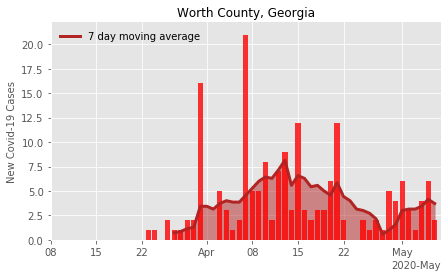 Worth County, Georgia
7 day moving average
New Covid-19 Cases
20.0
17.5
15.0
12.5
10.0
7.5
5.0
2.5
0.0
08 15 22 Apr 08 15 22 May
2020-May